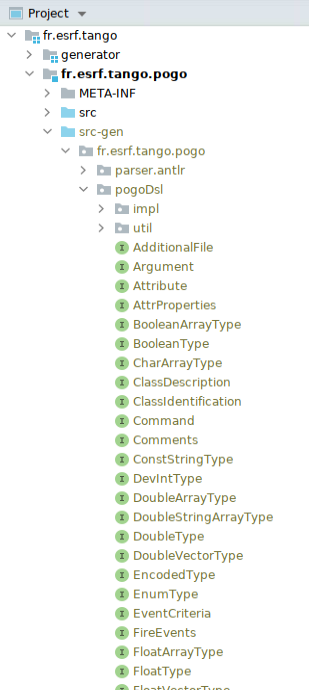 Project
fr.esrf.tango
generator
fr.esrf.tango.pogo
META-INF
src
src-gen
fr.esrf.tango.pogo
parser.antlr
pogoDsl
impl
util
I AdditionalFile
I Argument
I Attribute
I AttrProperties
I BooleanArrayType
I BooleanType
I CharArrayType
I ClassDescription
I ClassIdentification
I Command
I Comments
I ConstStringType
I DevIntType
I DoubleArrayType
I DoubleStringArrayType
I DoubleType
I DoubleVectorType
I EncodedType
I EnumType
I EventCriteria
I FireEvents
I FloatArrayType
I FloatType
I FloatVectorType